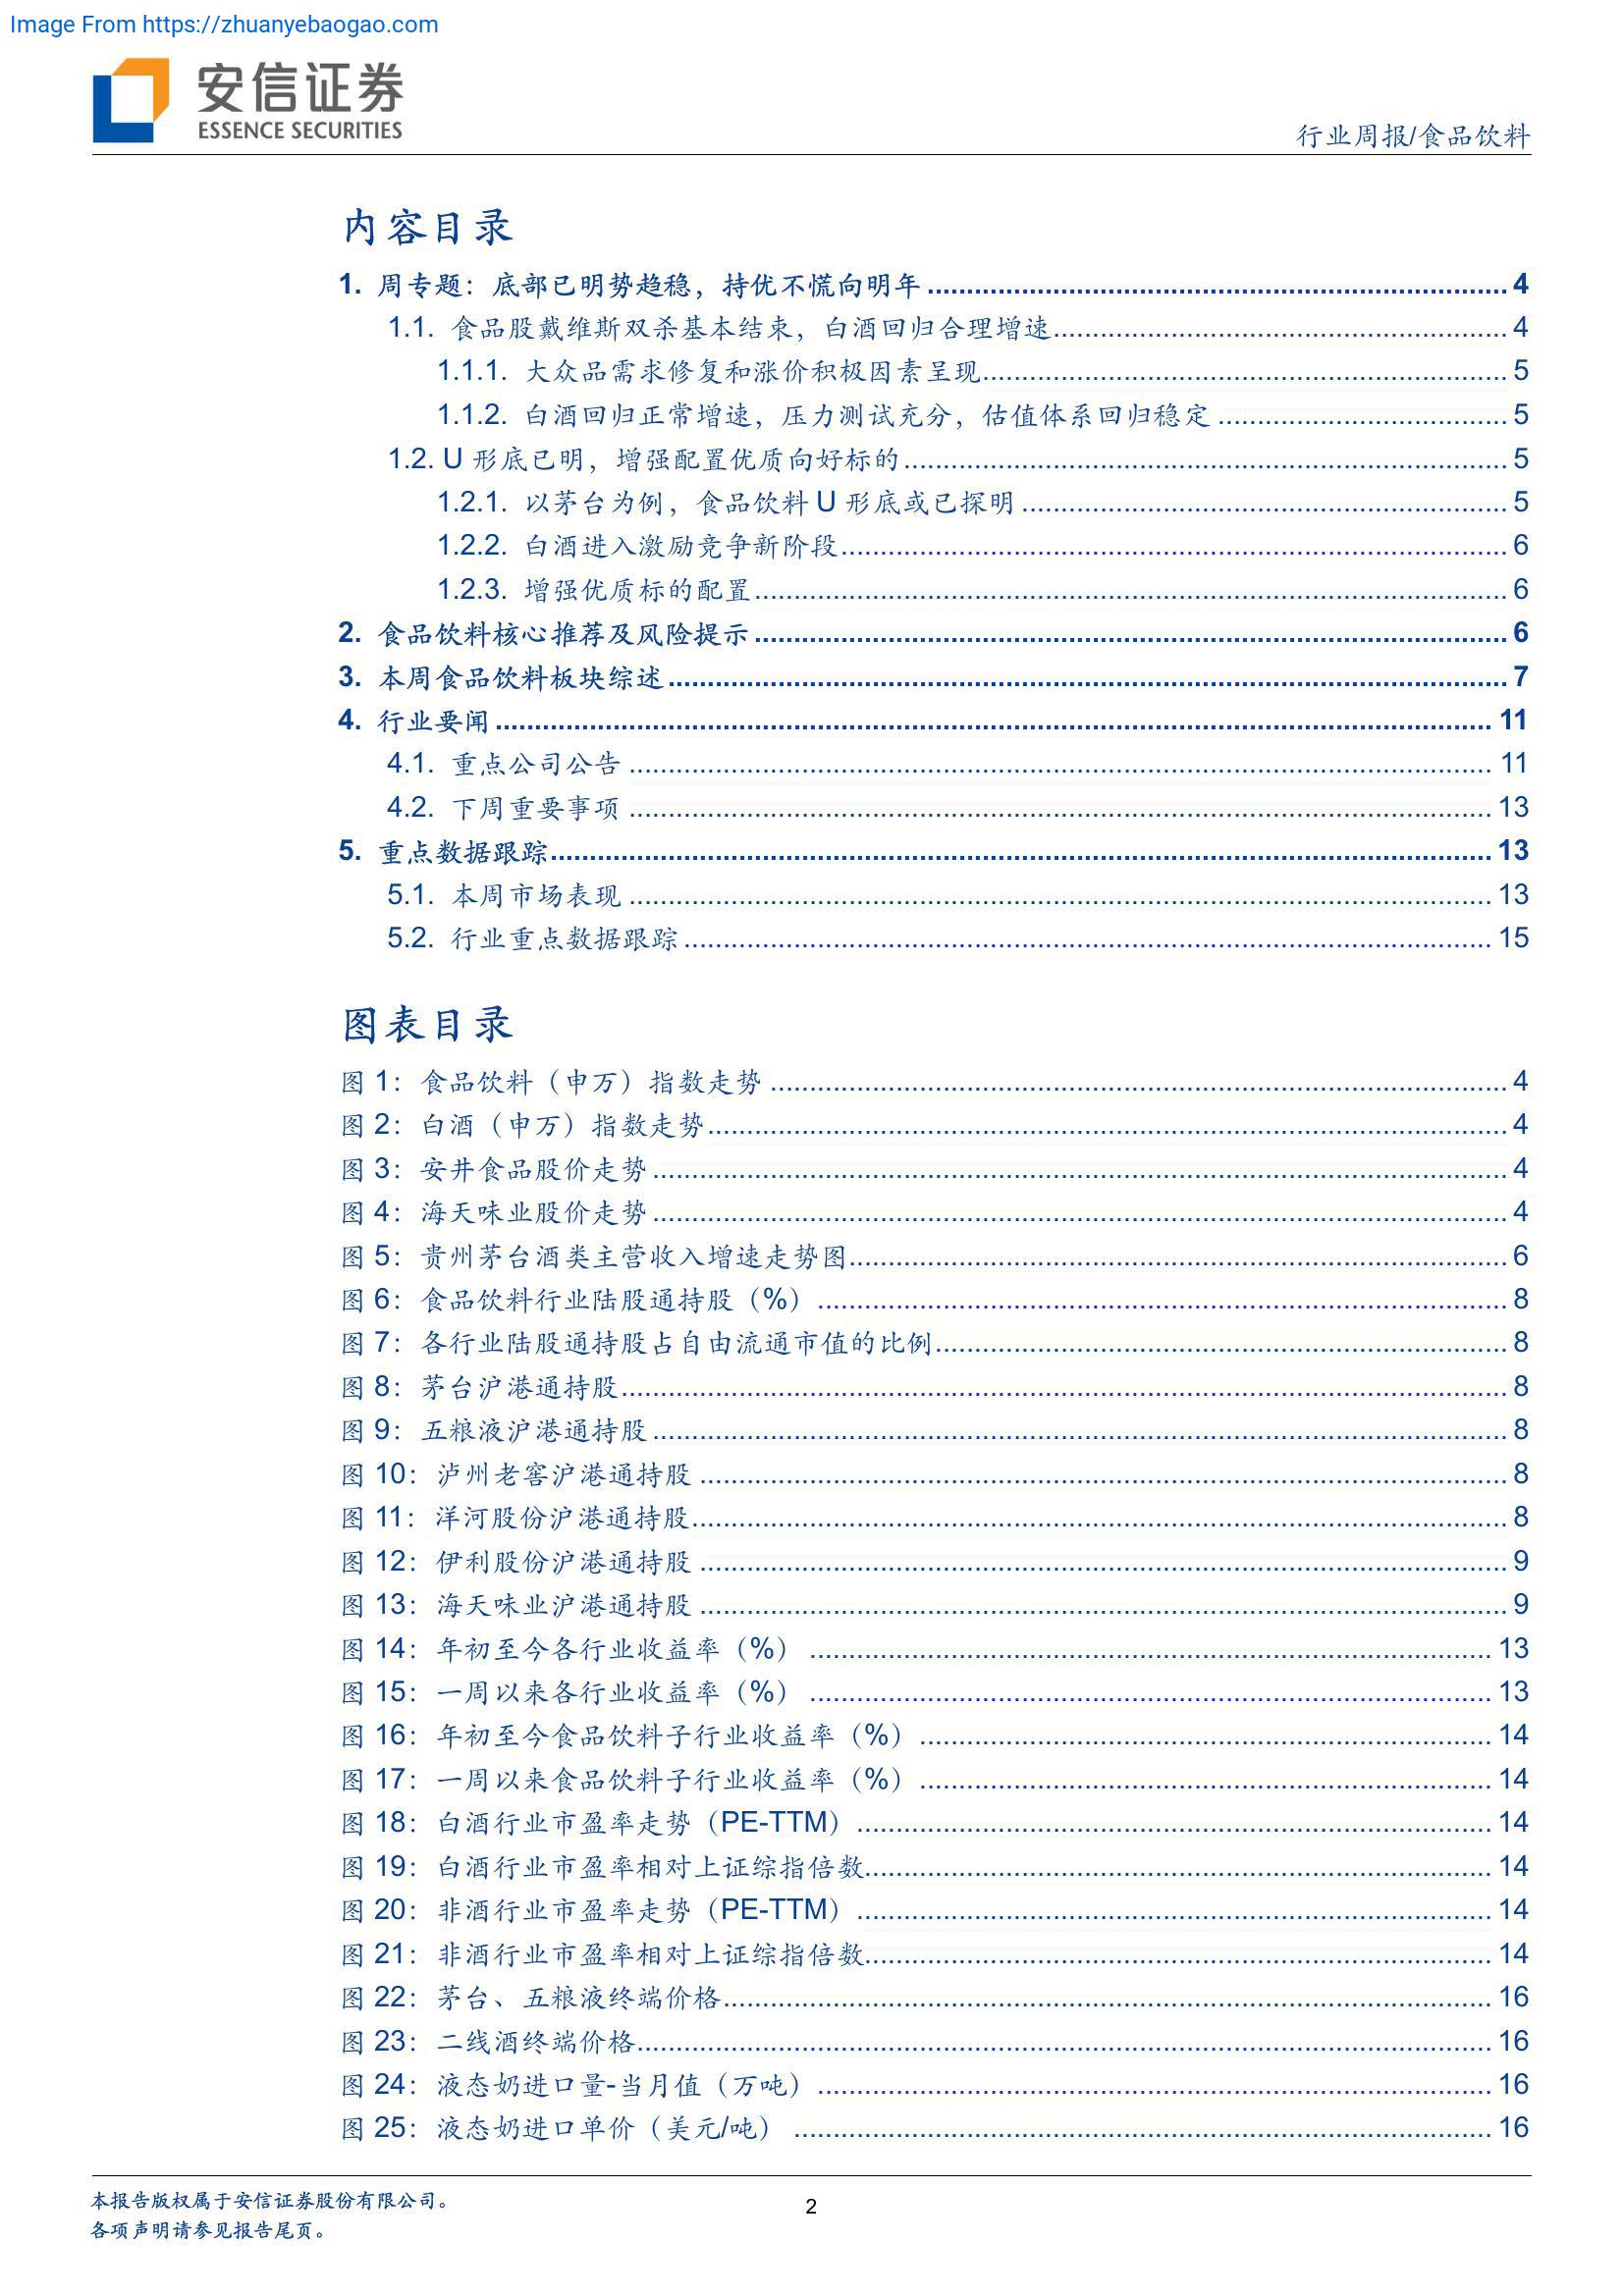 Image From https://zhuanyebaogao.com
安信证券
ESSENCE SECURITIES
行业周报/食品饮料
内容目录
1. 周专题：底部已明势趋稳，持优不慌向明年 4
1.1. 食品股戴维斯双杀基本结束，白酒回归合理增速 4
1.1.1. 大众品需求修复和涨价积极因素呈现 5
1.1.2. 白酒回归正常增速，压力测试充分，估值体系回归稳定 5
1.2. U 形底已明，增强配置优质向好标的 5
1.2.1. 以茅台为例，食品饮料 U 形底或已探明 5
1.2.2. 白酒进入激励竞争新阶段 6
1.2.3. 增强优质标的配置 6
2. 食品饮料核心推荐及风险提示 6
3. 本周食品饮料板块综述 7
4. 行业要闻 11
4.1. 重点公司公告 11
4.2. 下周重要事项 13
5. 重点数据跟踪 13
5.1. 本周市场表现 13
5.2. 行业重点数据跟踪 15
图表目录
图 1：食品饮料（申万）指数走势 4
图 2：白酒（申万）指数走势 4
图 3：安井食品股价走势 4
图 4：海天味业股价走势 4
图 5：贵州茅台酒类主营收入增速走势图 6
图 6：食品饮料行业陆股通持股（%） 8
图 7：各行业陆股通持股占自由流通市值的比例 8
图 8：茅台沪港通持股 8
图 9：五粮液沪港通持股 8
图 10：泸州老窖沪港通持股 8
图 11：洋河股份沪港通持股 8
图 12：伊利股份沪港通持股 9
图 13：海天味业沪港通持股 9
图 14：年初至今各行业收益率（%） 13
图 15：一周以来各行业收益率（%） 13
图 16：年初至今食品饮料子行业收益率（%） 14
图 17：一周以来食品饮料子行业收益率（%） 14
图 18：白酒行业市盈率走势（PE-TTM） 14
图 19：白酒行业市盈率相对上证综指倍数 14
图 20：非酒行业市盈率走势（PE-TTM） 14
图 21：非酒行业市盈率相对上证综指倍数 14
图 22：茅台、五粮液终端价格 16
图 23：二线酒终端价格 16
图 24：液态奶进口量-当月值（万吨） 16
图 25：液态奶进口单价（美元/吨） 16
本报告版权属于安信证券股份有限公司。
各项声明请参见报告尾页。
2